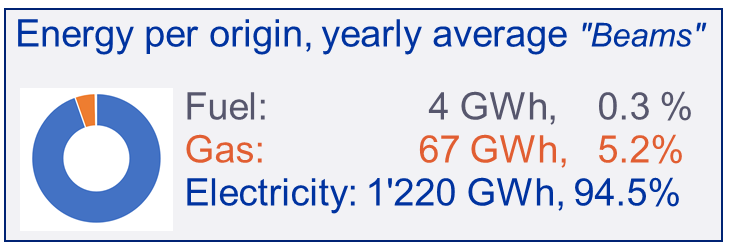 Energy per origin, yearly average "Beams"
Fuel: 4 GWh, 0.3 %
Gas: 67 GWh, 5.2%
Electricity: 1'220 GWh, 94.5%